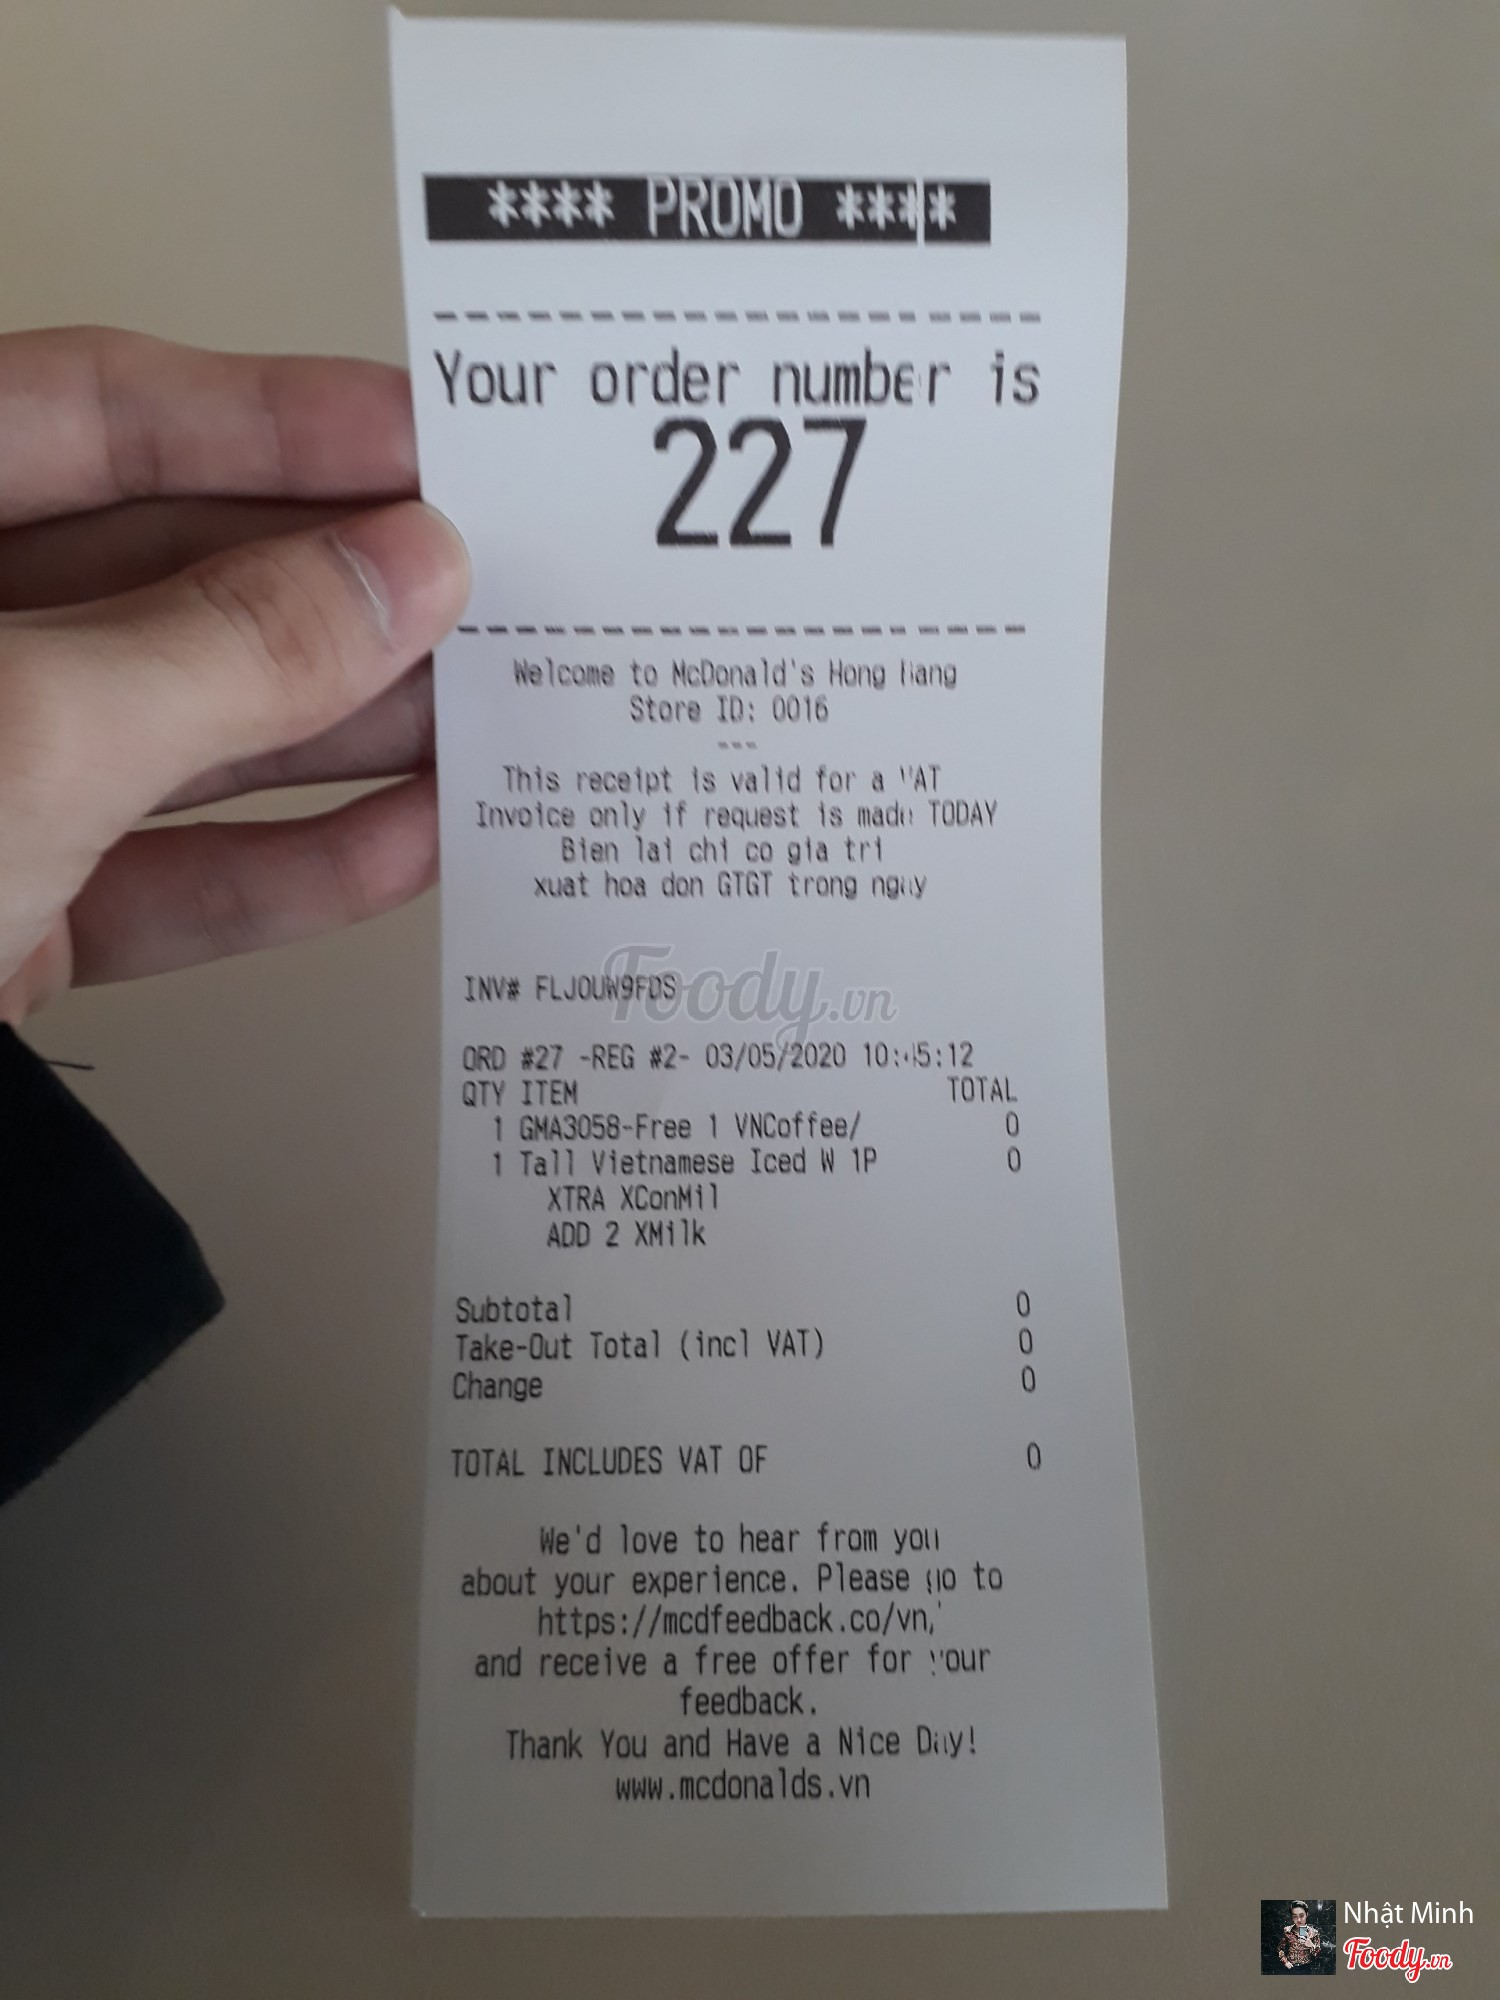 **** PROMO ****
Your order number is
227
Welcome to McDonald's Hong Hang
Store ID: 0016
---
This receipt is valid for a VAT
Invoice only if request is made TODAY
Bien lai chi co gia tri
xuat hoa don GTGT trong ngay
Foody.vn
INV# FLJOUW9FDS
ORD #27 -REG #2- 03/05/2020 10:45:12
QTY ITEM TOTAL
1 GMA3058-Free 1 VNCoffee/ 0
1 Tall Vietnamese Iced W 1P 0
XTRA XConMil
ADD 2 XMilk
Subtotal 0
Take-Out Total (incl VAT) 0
Change 0
TOTAL INCLUDES VAT OF 0
We'd love to hear from you
about your experience. Please go to
https://mcdfeedback.co/vn/
and receive a free offer for your
feedback.
Thank You and Have a Nice Day!
www.mcdonalds.vn
Nhật Minh
Foody.vn